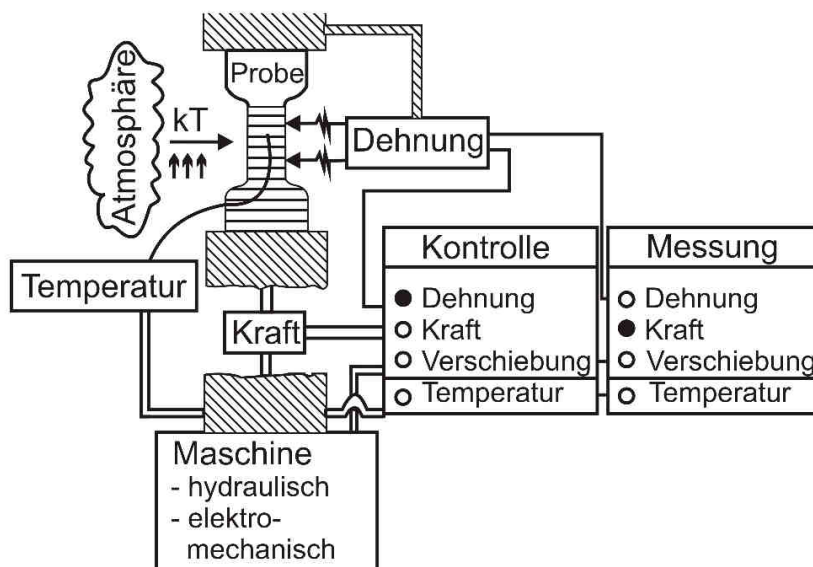 Probe
Atmosphäre
kT
Dehnung
Temperatur
Kraft
Kontrolle
Dehnung
Kraft
Verschiebung
Temperatur
Messung
Dehnung
Kraft
Verschiebung
Temperatur
Maschine
- hydraulisch
- elektro-
mechanisch